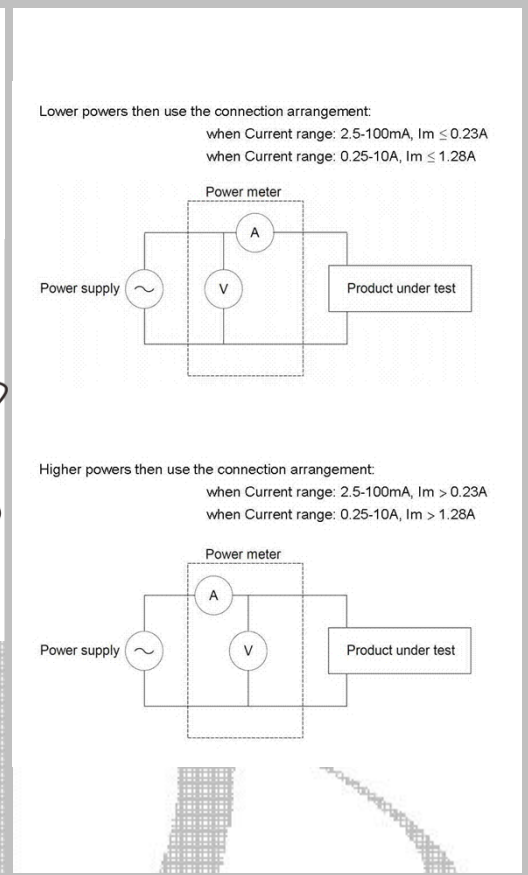 Lower powers then use the connection arrangement:
when Current range: 2.5-100mA, Im ≤ 0.23A
when Current range: 0.25-10A, Im ≤ 1.28A
Power meter
A
Power supply
V
Product under test
Higher powers then use the connection arrangement:
when Current range: 2.5-100mA, Im > 0.23A
when Current range: 0.25-10A, Im > 1.28A
Power meter
A
Power supply
V
Product under test